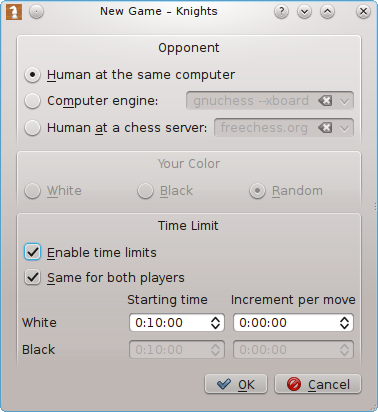 New Game – Knights
Opponent
Human at the same computer
Computer engine: gnuchess --xboard
Human at a chess server: freechess.org
Your Color
White Black Random
Time Limit
Enable time limits
Same for both players
Starting time Increment per move
White 0:10:00 0:00:00
Black 0:10:00 0:00:00
OK Cancel